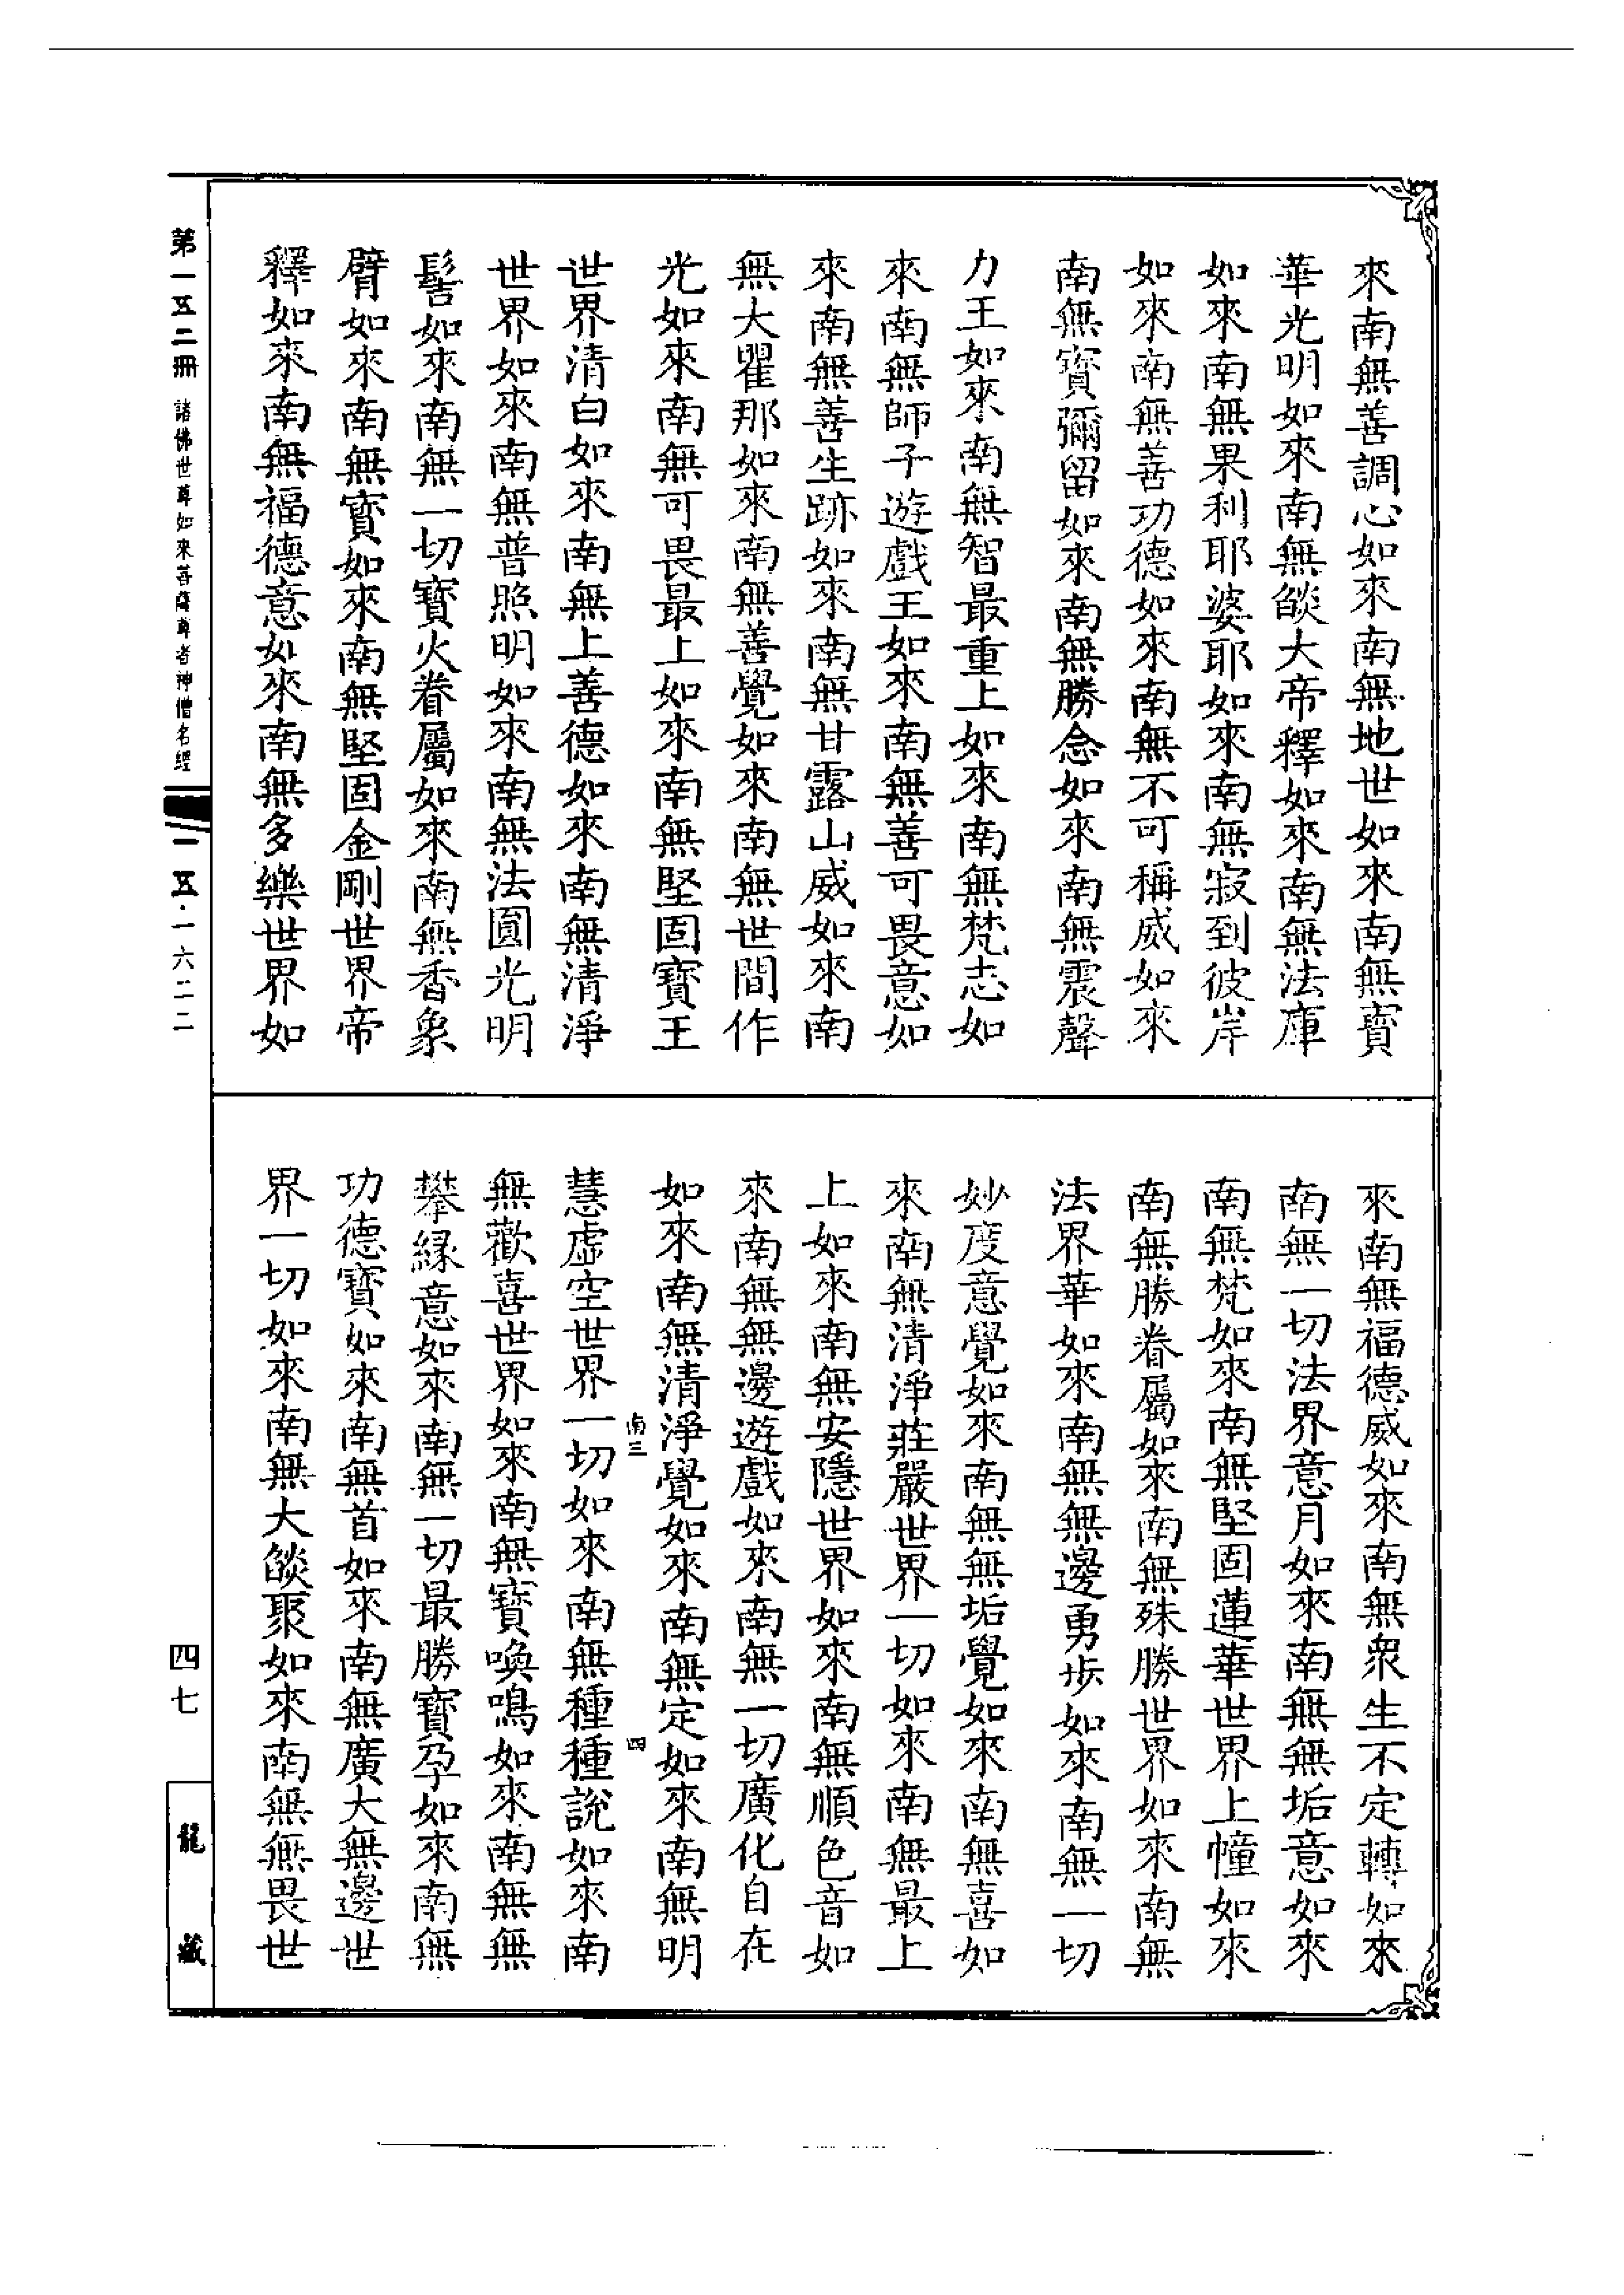 來南無善調心如來南無地世如來南無寶
華光明如來南無燄大帝釋如來南無法庫
如來南無果利耶婆耶如來南無寂到彼岸
如來南無善功德如來南無不可稱威如來
南無寶彌留如來南無勝念如來南無震聲
力王如來南無智最重上如來南無梵志如
來南無師子遊戲王如來南無善可畏意如
來南無善生跡如來南無甘露山威如來南
無大瞿那如來南無善覺如來南無世間作
光如來南無可畏最上如來南無堅固寶王
世界清白如來南無上善德如來南無清淨
世界如來南無普照明如來南無法圓光明
髻如來南無一切寶火眷屬如來南無香象
臂如來南無寶如來南無堅固金剛世界帝
釋如來南無福德意如來南無多樂世界如
來南無福德威如來南無眾生不定轉如來
南無一切法界意月如來南無無垢意如來
南無梵如來南無堅固蓮華世界上幢如來
南無勝眷屬如來南無殊勝世界如來南無
法界華如來南無無邊勇步如來南無一切
妙度意覺如來南無無垢覺如來南無喜如
來南無清淨莊嚴世界一切如來南無最上
上如來南無安隱世界如來南無順色音如
來南無無邊遊戲如來南無一切廣化自在
如來南無清淨覺如來南無定如來南無明
南三 四
慧虛空世界一切如來南無種種說如來南
無歡喜世界如來南無寶喚鳴如來南無無
攀緣意如來南無一切最勝寶孕如來南無
功德寶如來南無首如來南無廣大無邊世
界一切如來南無大燄聚如來南無無畏世
第一五二冊 諸佛世尊如來菩薩尊者神僧名經
一五·一六二二
四七
龍藏